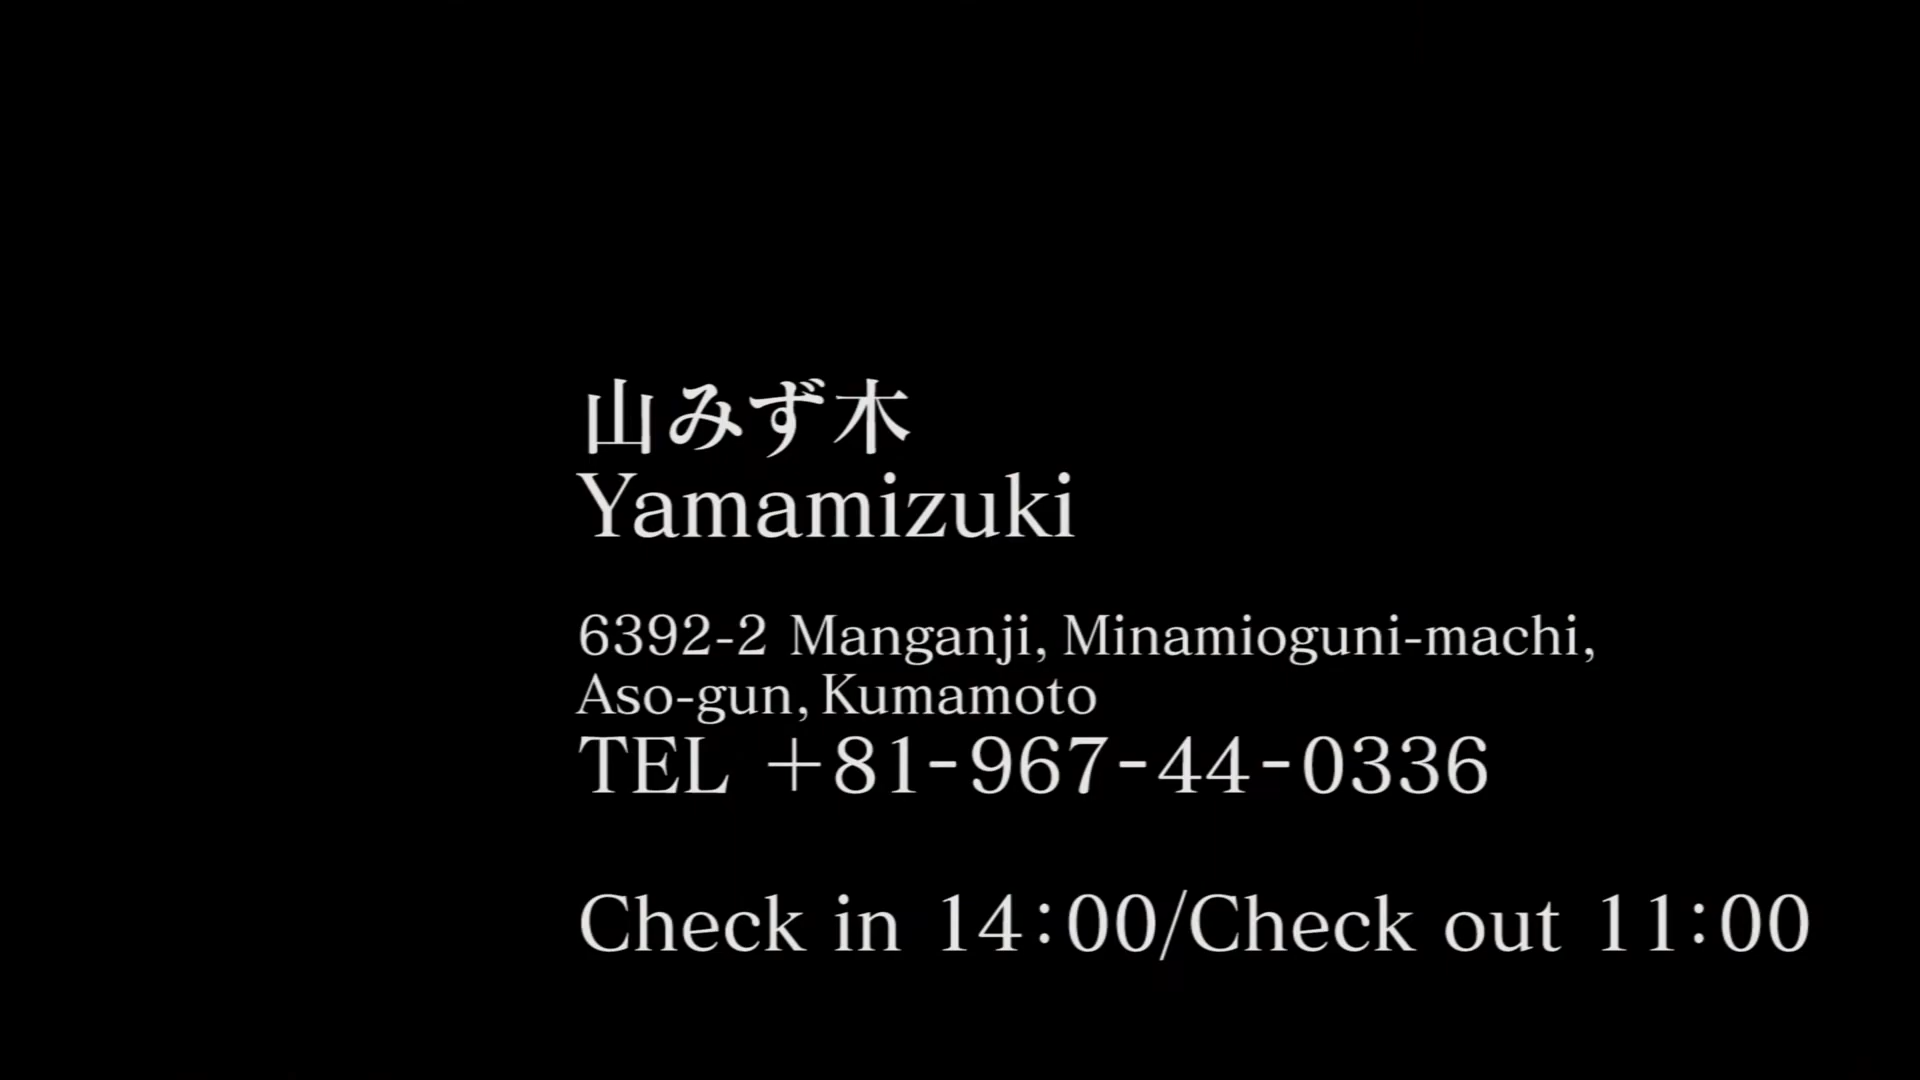 山みず木
Yamamizuki
6392-2 Manganji, Minamioguni-machi,
Aso-gun, Kumamoto
TEL +81-967-44-0336
Check in 14:00/Check out 11:00